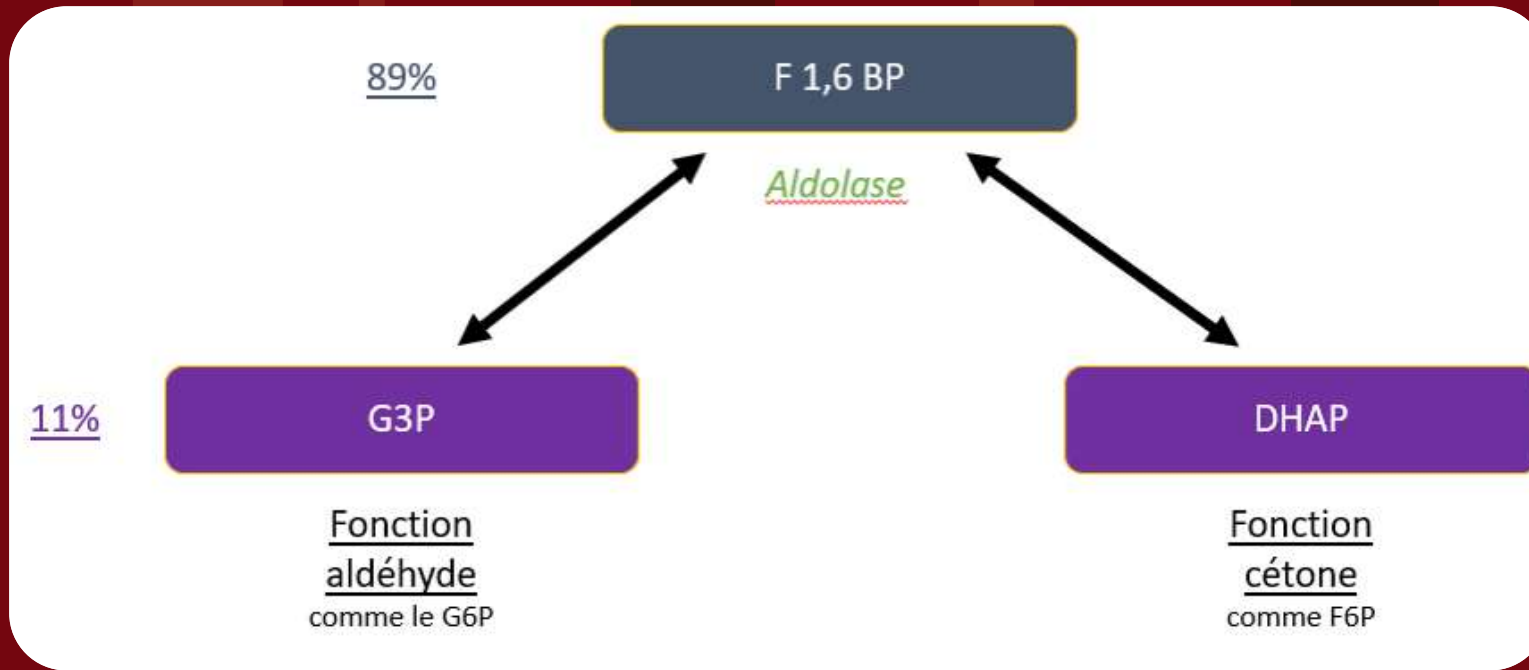 89%
F 1,6 BP
Aldolase
11%
G3P
DHAP
Fonction
aldéhyde
comme le G6P
Fonction
cétone
comme F6P